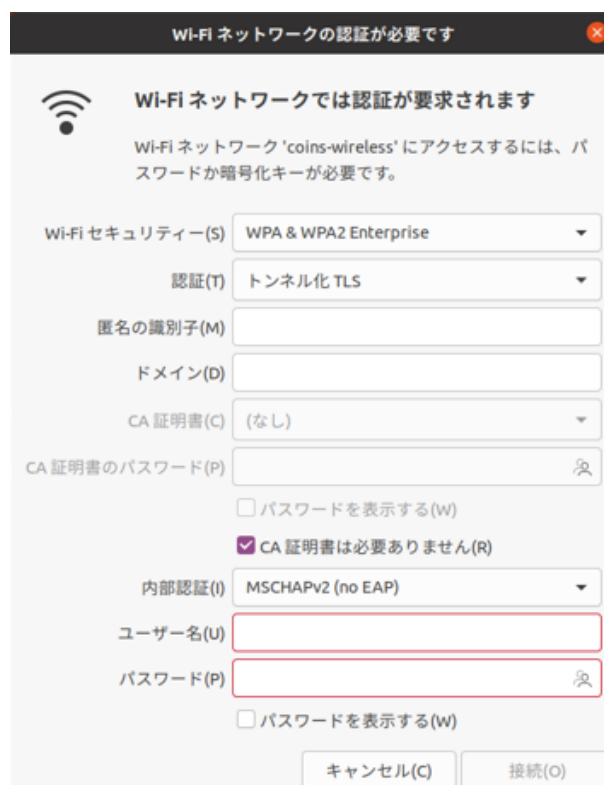 Wi-Fi ネットワークの認証が必要です
Wi-Fi ネットワークでは認証が要求されます
Wi-Fi ネットワーク 'coins-wireless' にアクセスするには、パ
スワードか暗号化キーが必要です。
Wi-Fi セキュリティー(S) WPA & WPA2 Enterprise
認証(T) トンネル化 TLS
匿名の識別子(M)
ドメイン(D)
CA 証明書(C) (なし)
CA 証明書のパスワード(P)
パスワードを表示する(W)
CA 証明書は必要ありません(R)
内部認証(I) MSCHAPv2 (no EAP)
ユーザー名(U)
パスワード(P)
パスワードを表示する(W)
キャンセル(C) 接続(O)